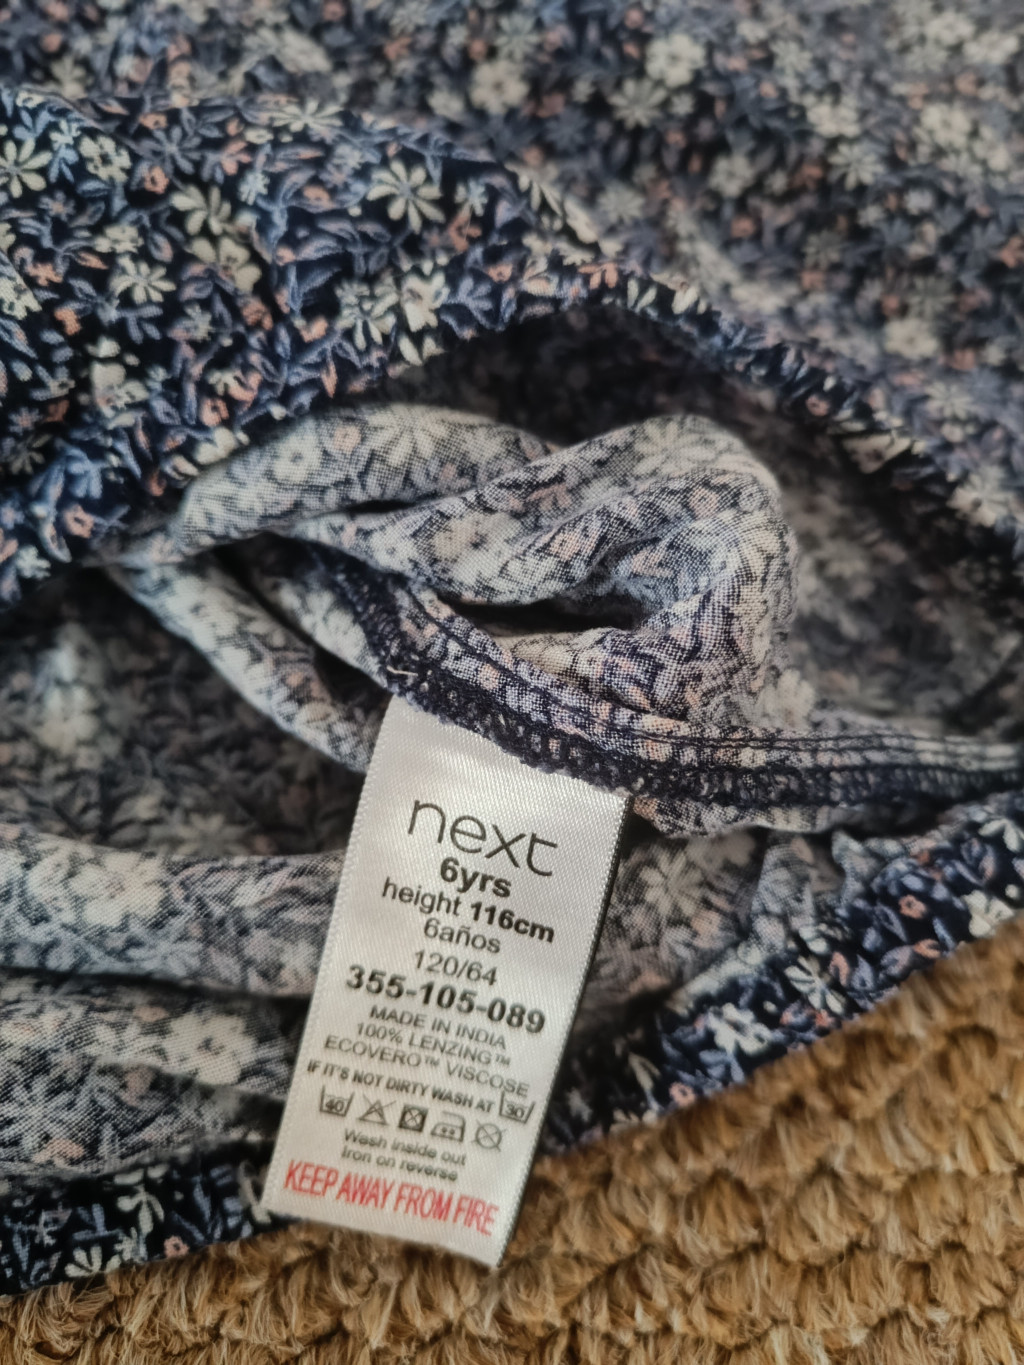 next
6yrs
height 116cm
6años
120/64
355-105-089
MADE IN INDIA
100% LENZING™
ECOVERO™ VISCOSE
IF IT'S NOT DIRTY WASH AT 30
40
Wash inside out
Iron on reverse
KEEP AWAY FROM FIRE